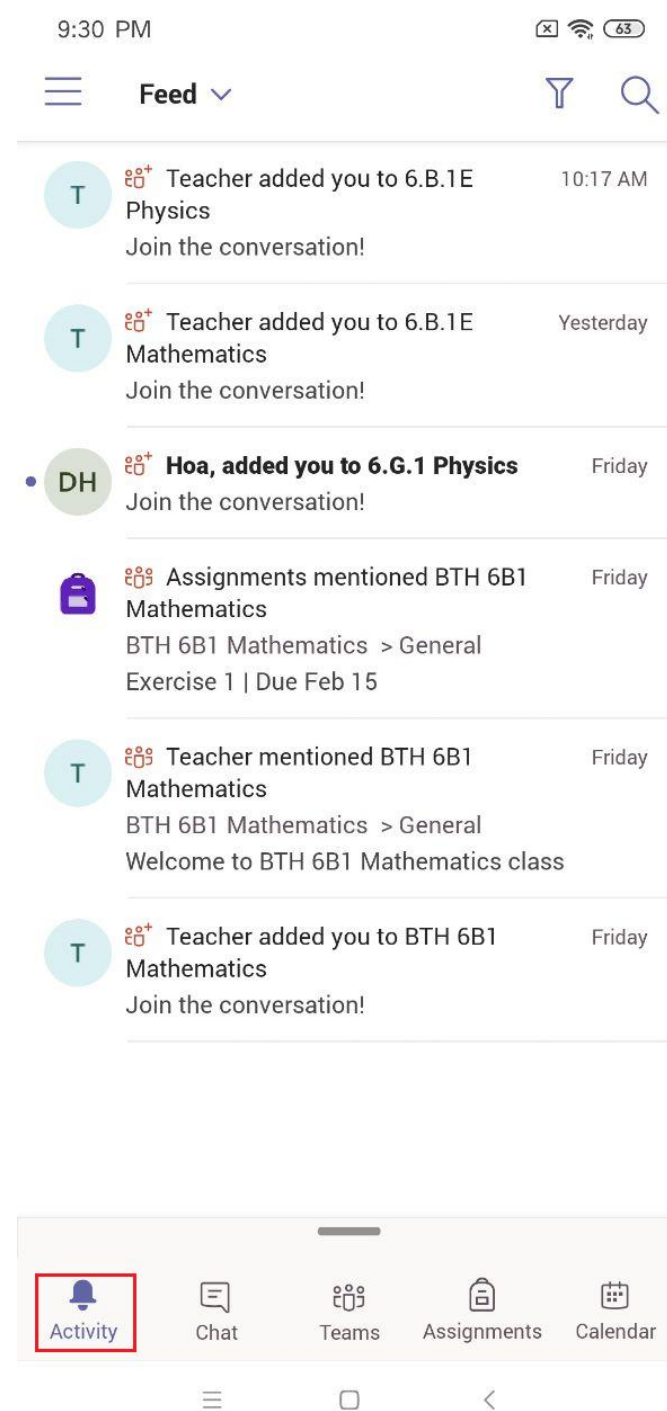 9:30 PM 63
Feed
T Teacher added you to 6.B.1E 10:17 AM
Physics
Join the conversation!
T Teacher added you to 6.B.1E Yesterday
Mathematics
Join the conversation!
DH Hoa, added you to 6.G.1 Physics Friday
Join the conversation!
Assignments mentioned BTH 6B1 Friday
Mathematics
BTH 6B1 Mathematics > General
Exercise 1 | Due Feb 15
T Teacher mentioned BTH 6B1 Friday
Mathematics
BTH 6B1 Mathematics > General
Welcome to BTH 6B1 Mathematics class
T Teacher added you to BTH 6B1 Friday
Mathematics
Join the conversation!
Activity Chat Teams Assignments Calendar